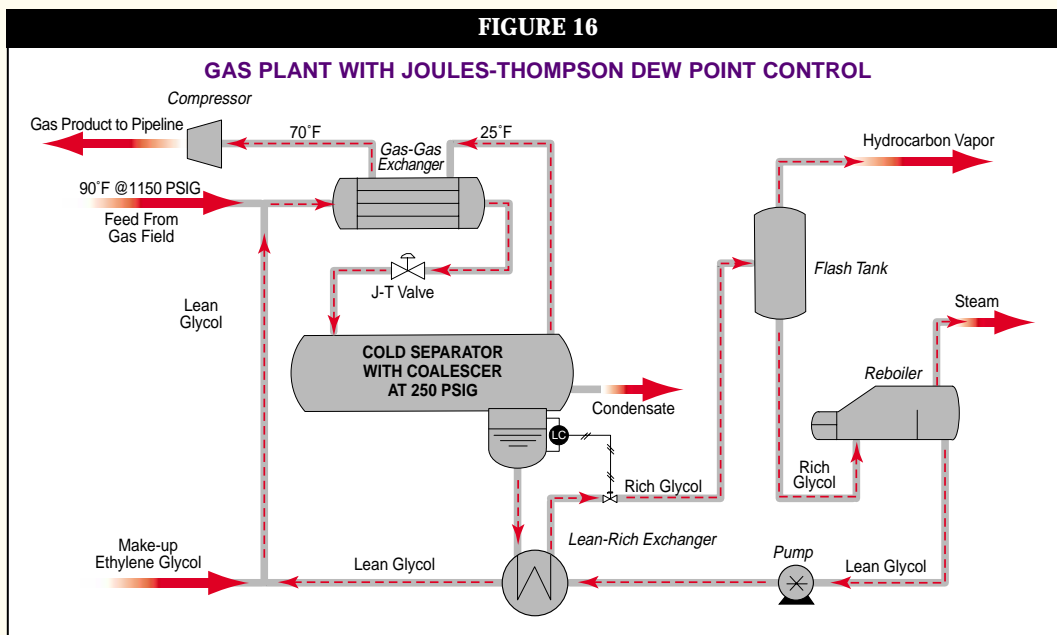 FIGURE 16
GAS PLANT WITH JOULES-THOMPSON DEW POINT CONTROL
Compressor
Gas Product to Pipeline
70˚F
25˚F
Gas-Gas
Exchanger
Hydrocarbon Vapor
90˚F @1150 PSIG
Feed From
Gas Field
Flash Tank
J-T Valve
Lean
Glycol
Steam
COLD SEPARATOR
WITH COALESCER
AT 250 PSIG
Reboiler
Condensate
LC
Rich Glycol
Rich
Glycol
Lean-Rich Exchanger
Make-up
Ethylene Glycol
Lean Glycol
Pump
Lean Glycol